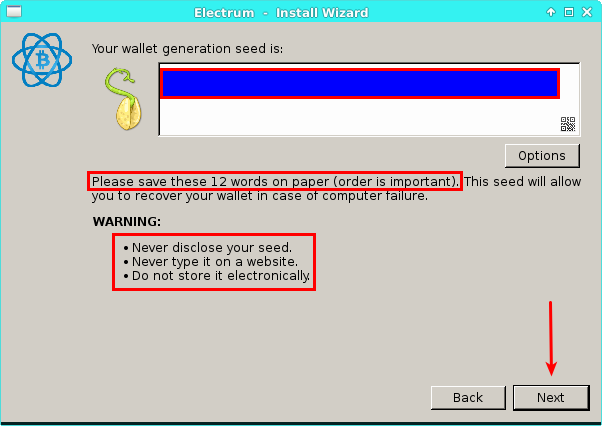 Electrum - Install Wizard
Your wallet generation seed is:
Options
Please save these 12 words on paper (order is important). This seed will allow
you to recover your wallet in case of computer failure.
WARNING:
• Never disclose your seed.
• Never type it on a website.
• Do not store it electronically.
Back Next